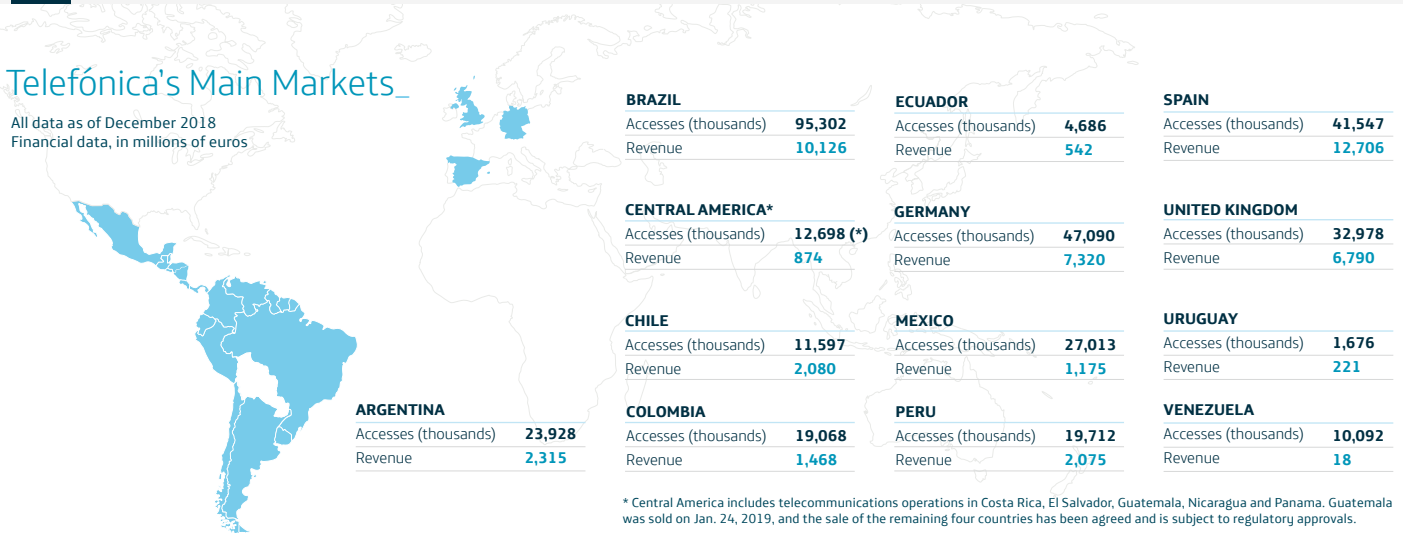 Telefónica's Main Markets_
All data as of December 2018
Financial data, in millions of euros
ARGENTINA
Accesses (thousands) 23,928
Revenue 2,315
BRAZIL
Accesses (thousands) 95,302
Revenue 10,126
CENTRAL AMERICA*
Accesses (thousands) 12,698 (*)
Revenue 874
CHILE
Accesses (thousands) 11,597
Revenue 2,080
COLOMBIA
Accesses (thousands) 19,068
Revenue 1,468
ECUADOR
Accesses (thousands) 4,686
Revenue 542
GERMANY
Accesses (thousands) 47,090
Revenue 7,320
MEXICO
Accesses (thousands) 27,013
Revenue 1,175
PERU
Accesses (thousands) 19,712
Revenue 2,075
SPAIN
Accesses (thousands) 41,547
Revenue 12,706
UNITED KINGDOM
Accesses (thousands) 32,978
Revenue 6,790
URUGUAY
Accesses (thousands) 1,676
Revenue 221
VENEZUELA
Accesses (thousands) 10,092
Revenue 18
* Central America includes telecommunications operations in Costa Rica, El Salvador, Guatemala, Nicaragua and Panama. Guatemala
was sold on Jan. 24, 2019, and the sale of the remaining four countries has been agreed and is subject to regulatory approvals.